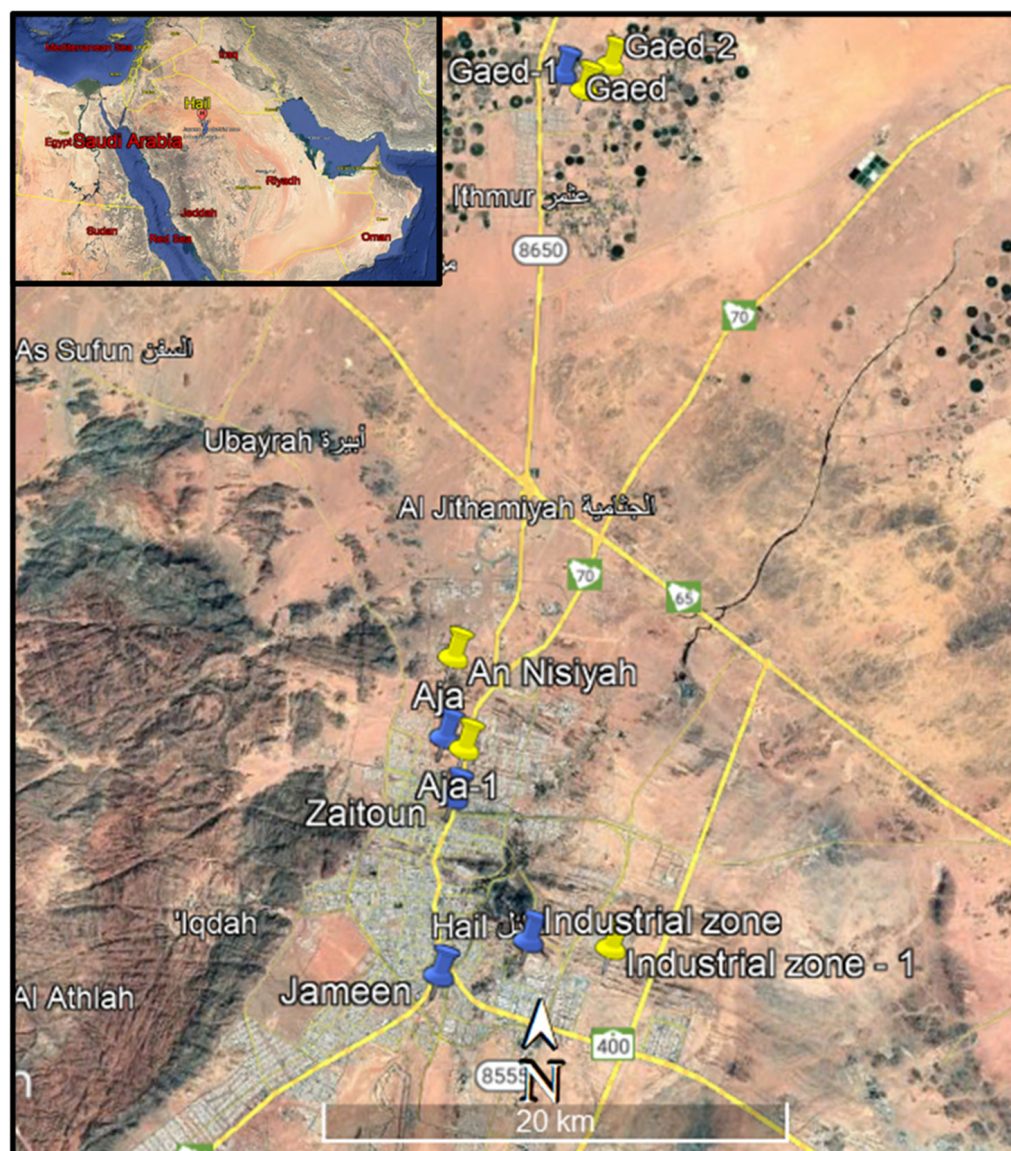 Mediterranean Sea
Iraq
Hail
Egypt
Saudi Arabia
Riyadh
Jeddah
Sudan
Red Sea
Oman
Gaed-2
Gaed-1
Gaed
Ithmur عثمر
8650
70
As Sufun السفن
Ubayrah أبيرة
Al Jithamiyah الجثامية
70
65
An Nisiyah
Aja
Aja-1
Zaitoun
'Iqdah
Hail
Industrial zone
Industrial zone - 1
Jameen
Al Athlah
400
8555
N
20 km